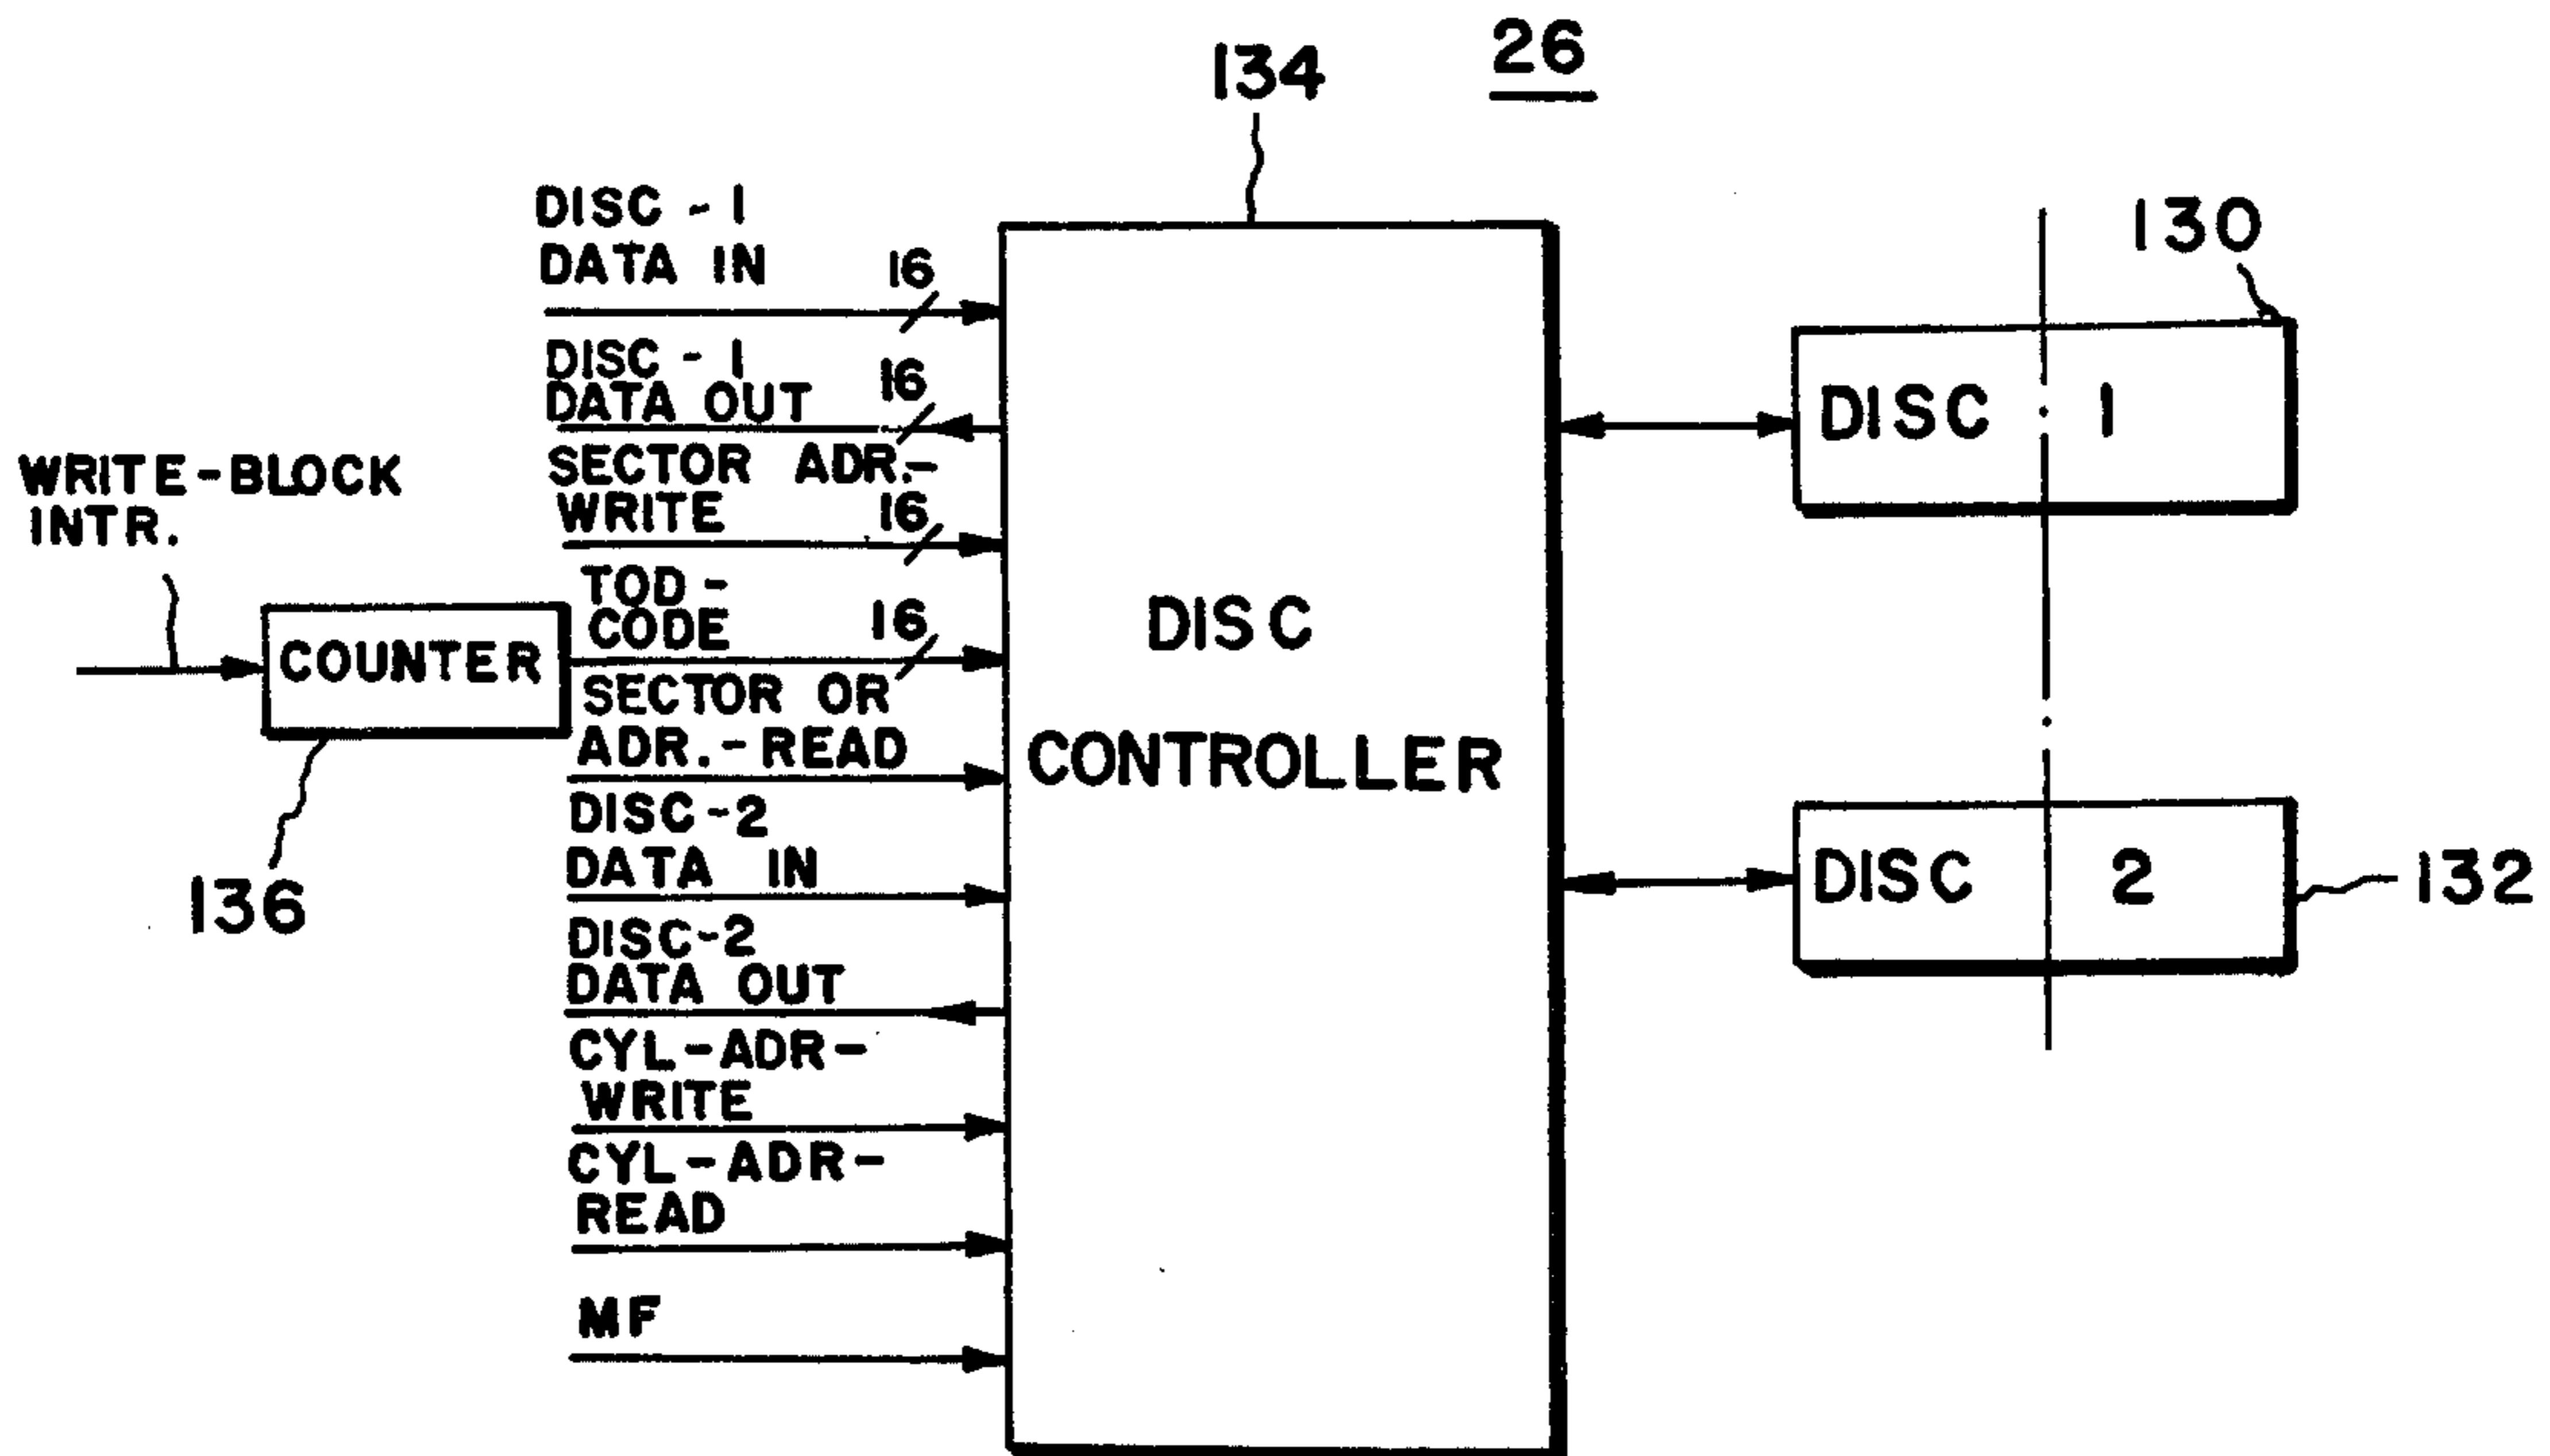 26
134
DISC - 1
DATA IN
16
DISC - 1
DATA OUT
16
SECTOR ADR.-
WRITE
16
WRITE-BLOCK
INTR.
COUNTER
136
TOD -
CODE
16
SECTOR OR
ADR.-READ
DISC-2
DATA IN
DISC-2
DATA OUT
CYL-ADR-
WRITE
CYL-ADR-
READ
MF
DISC
CONTROLLER
130
DISC 1
DISC 2
132